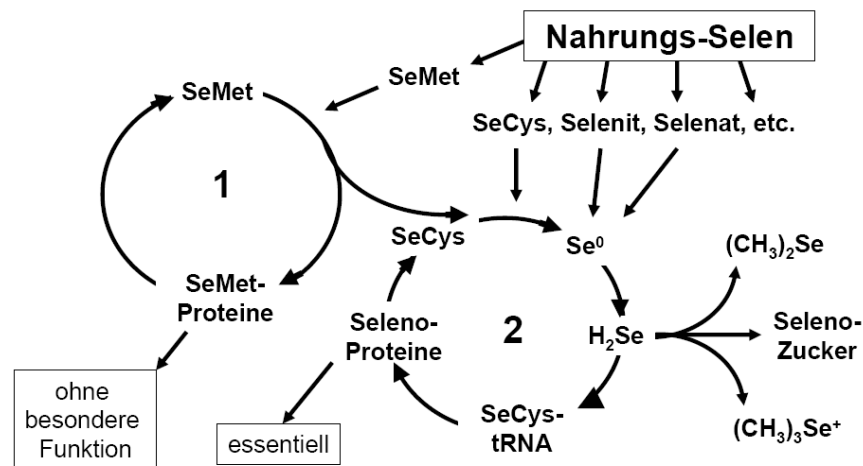 Nahrungs-Selen
SeMet
SeMet
SeCys, Selenit, Selenat, etc.
1
SeCys
Se⁰
(CH₃)₂Se
SeMet-
Proteine
Seleno-
Proteine
2
H₂Se
Seleno-
Zucker
ohne
besondere
Funktion
essentiell
SeCys-
tRNA
(CH₃)₃Se⁺